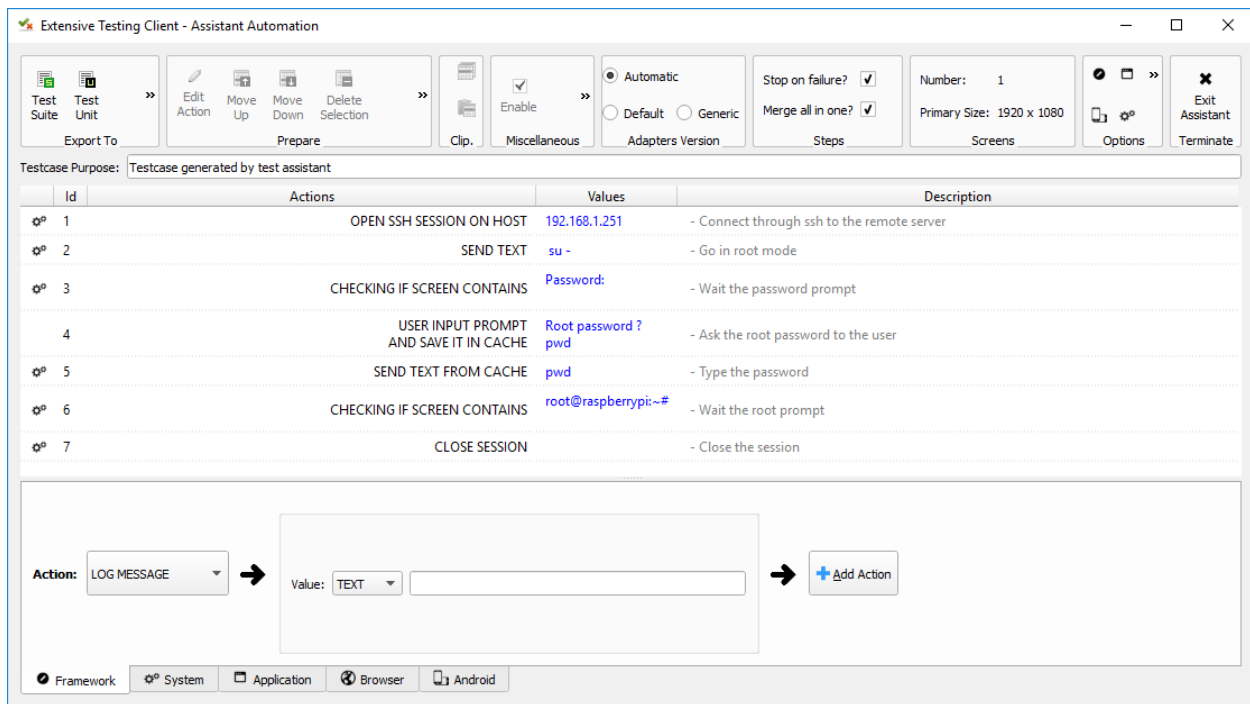 Extensive Testing Client - Assistant Automation
Test Suite
Test Unit
»
Export To
Edit Action
Move Up
Move Down
Delete Selection
»
Prepare
Clip.
Enable
»
Miscellaneous
Automatic
Default
Generic
Adapters Version
Stop on failure?
Merge all in one?
Steps
Number: 1
Primary Size: 1920 x 1080
Screens
»
Options
Exit Assistant
Terminate
Testcase Purpose: Testcase generated by test assistant
Id Actions Values Description
1 OPEN SSH SESSION ON HOST 192.168.1.251 - Connect through ssh to the remote server
2 SEND TEXT su - - Go in root mode
3 CHECKING IF SCREEN CONTAINS Password: - Wait the password prompt
4 USER INPUT PROMPT Root password ? - Ask the root password to the user
AND SAVE IT IN CACHE pwd
5 SEND TEXT FROM CACHE pwd - Type the password
6 CHECKING IF SCREEN CONTAINS root@raspberrypi:~# - Wait the root prompt
7 CLOSE SESSION - Close the session
Action: LOG MESSAGE
Value: TEXT
Add Action
Framework
System
Application
Browser
Android